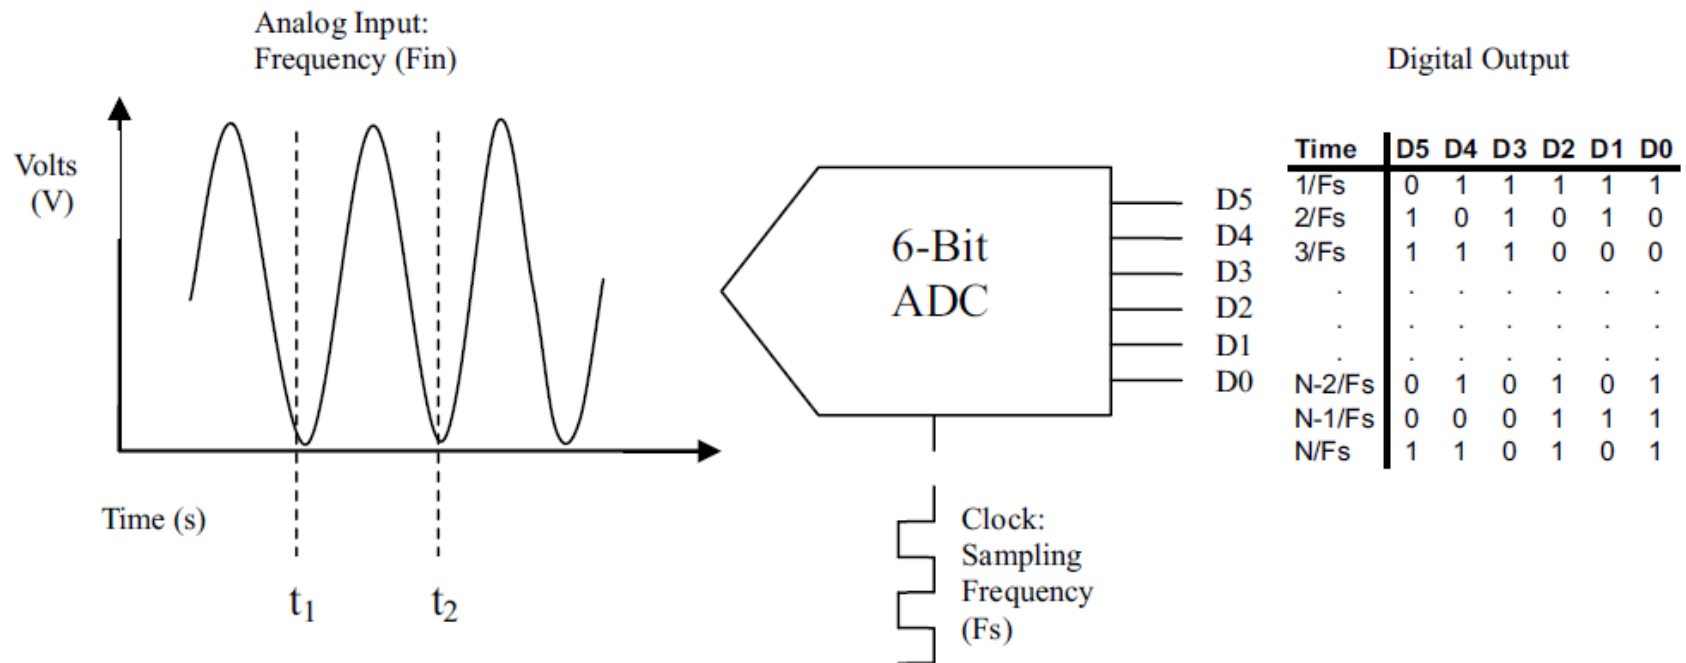 Analog Input:
Frequency (Fin)
Volts
(V)
Time (s)
t1
t2
6-Bit
ADC
D5
D4
D3
D2
D1
D0
Clock:
Sampling
Frequency
(Fs)
Digital Output
Time D5 D4 D3 D2 D1 D0
1/Fs 0 1 1 1 1 1
2/Fs 1 0 1 0 1 0
3/Fs 1 1 1 0 0 0
. . . . . . .
. . . . . . .
. . . . . . .
N-2/Fs 0 1 0 1 0 1
N-1/Fs 0 0 0 1 1 1
N/Fs 1 1 0 1 0 1